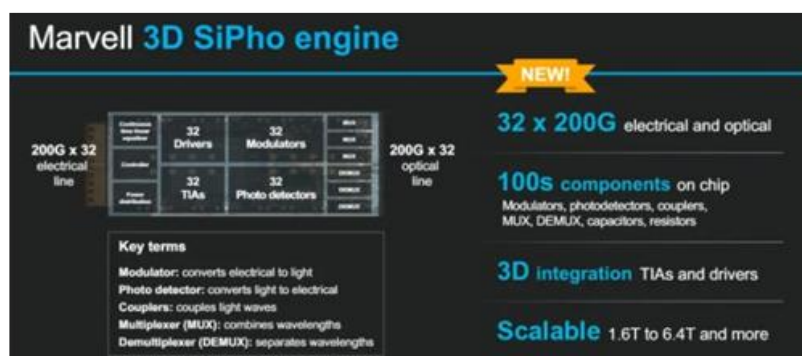 Marvell 3D SiPho engine
NEW!
200G x 32
electrical
line
Continuous
time linear
equalizer
Controller
Power
distribution
32
Drivers
32
Modulators
32
TIAs
32
Photo detectors
MUX
MUX
MUX
DEMUX
DEMUX
DEMUX
200G x 32
optical
line
Key terms
Modulator: converts electrical to light
Photo detector: converts light to electrical
Couplers: couples light waves
Multiplexer (MUX): combines wavelengths
Demultiplexer (DEMUX): separates wavelengths
32 x 200G electrical and optical
100s components on chip
Modulators, photodetectors, couplers,
MUX, DEMUX, capacitors, resistors
3D integration TIAs and drivers
Scalable 1.6T to 6.4T and more